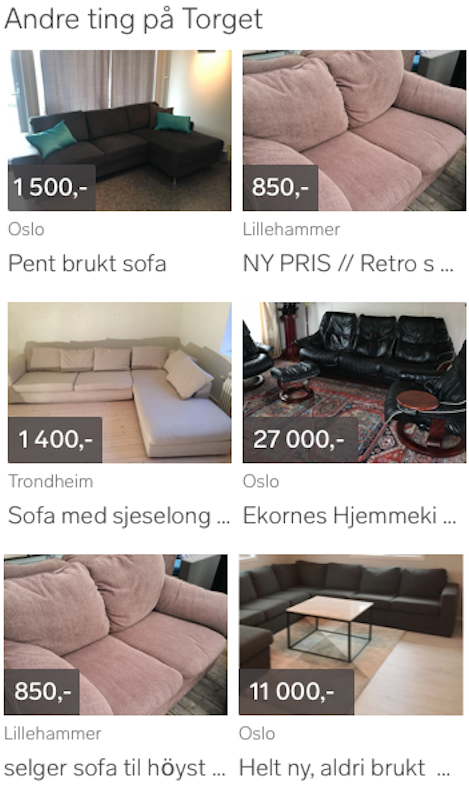 Andre ting på Torget
1 500,-
850,-
Oslo
Lillehammer
Pent brukt sofa
NY PRIS // Retro s ...
1 400,-
27 000,-
Trondheim
Oslo
Sofa med sjeselong ...
Ekornes Hjemmeki ...
850,-
11 000,-
Lillehammer
Oslo
selger sofa til höyst ...
Helt ny, aldri brukt ...